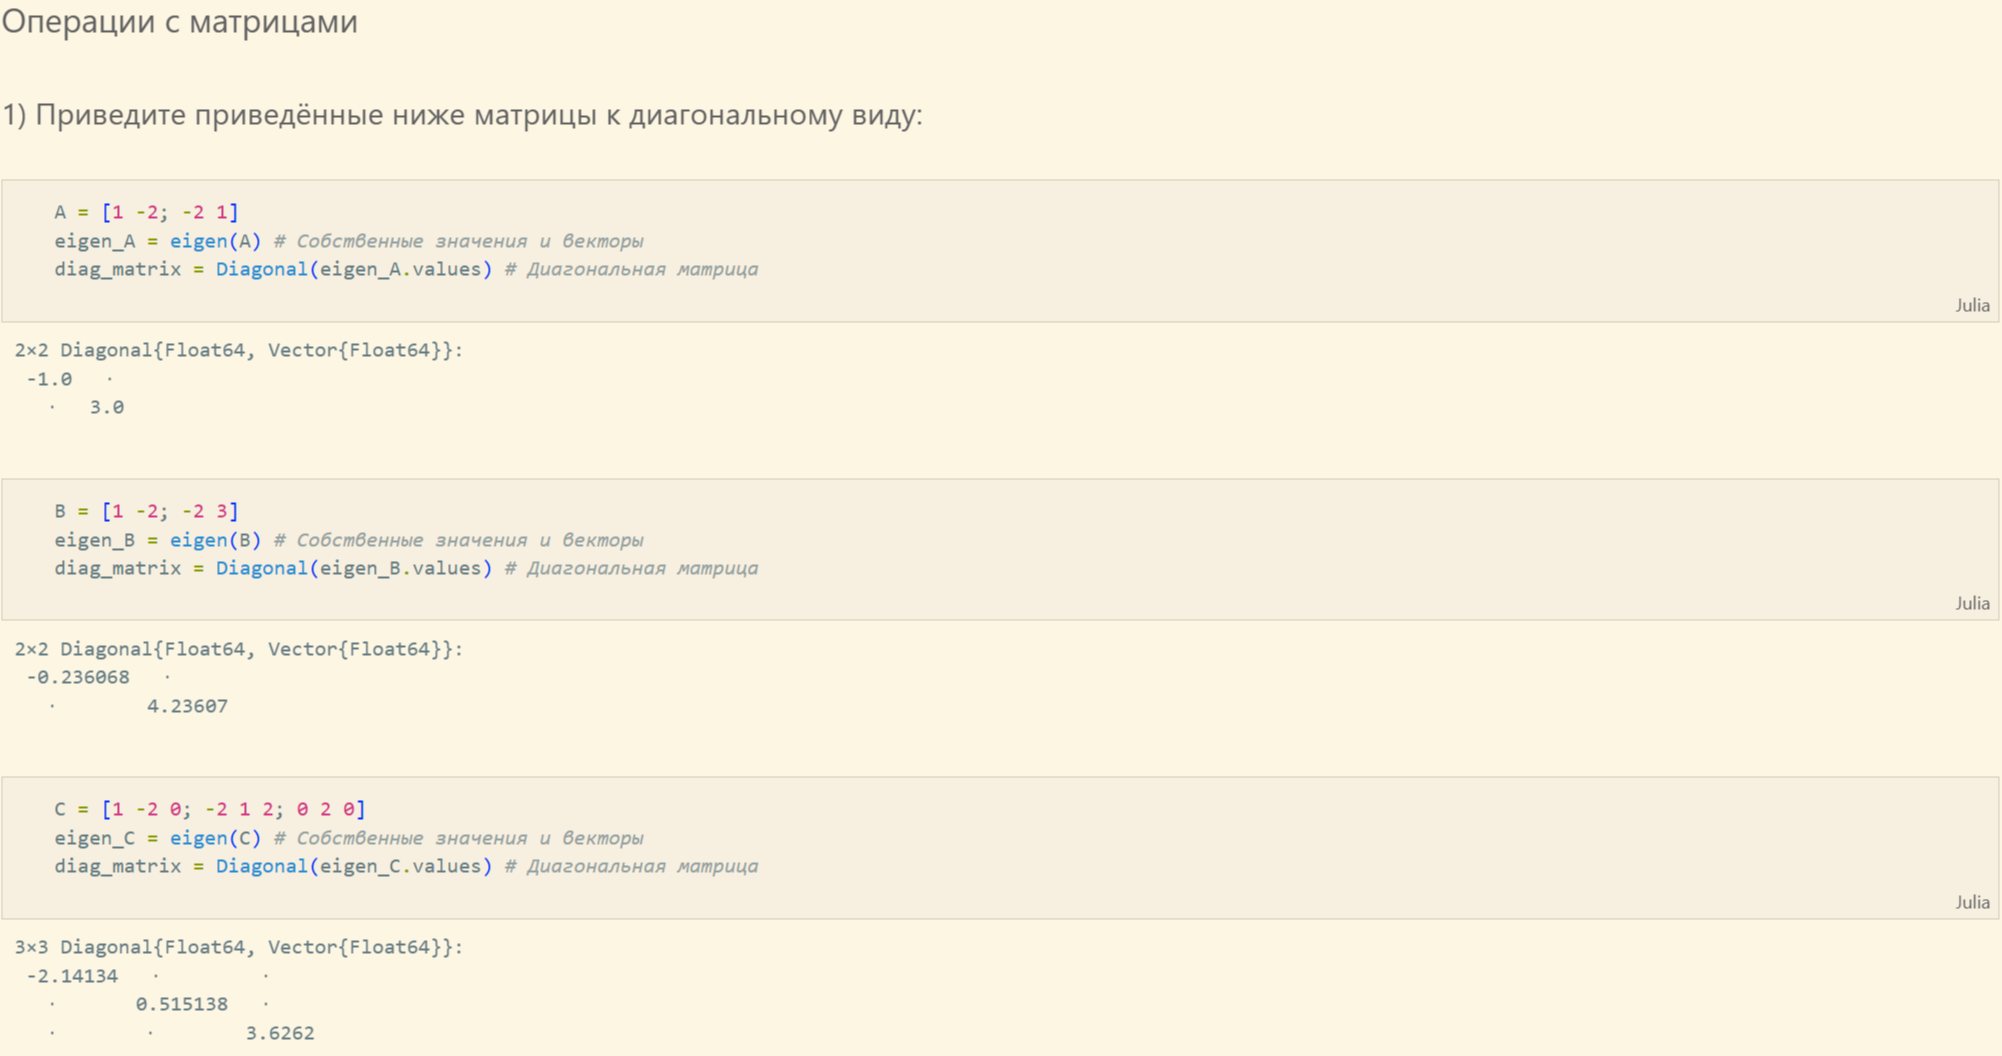 Операции с матрицами
1) Приведите приведённые ниже матрицы к диагональному виду:
A = [1 -2; -2 1]
eigen_A = eigen(A) # Собственные значения и векторы
diag_matrix = Diagonal(eigen_A.values) # Диагональная матрица
Julia
2×2 Diagonal{Float64, Vector{Float64}}:
-1.0 ⋅
⋅ 3.0
B = [1 -2; -2 3]
eigen_B = eigen(B) # Собственные значения и векторы
diag_matrix = Diagonal(eigen_B.values) # Диагональная матрица
Julia
2×2 Diagonal{Float64, Vector{Float64}}:
-0.236068 ⋅
⋅ 4.23607
C = [1 -2 0; -2 1 2; 0 2 0]
eigen_C = eigen(C) # Собственные значения и векторы
diag_matrix = Diagonal(eigen_C.values) # Диагональная матрица
Julia
3×3 Diagonal{Float64, Vector{Float64}}:
-2.14134 ⋅ ⋅
⋅ 0.515138 ⋅
⋅ ⋅ 3.6262